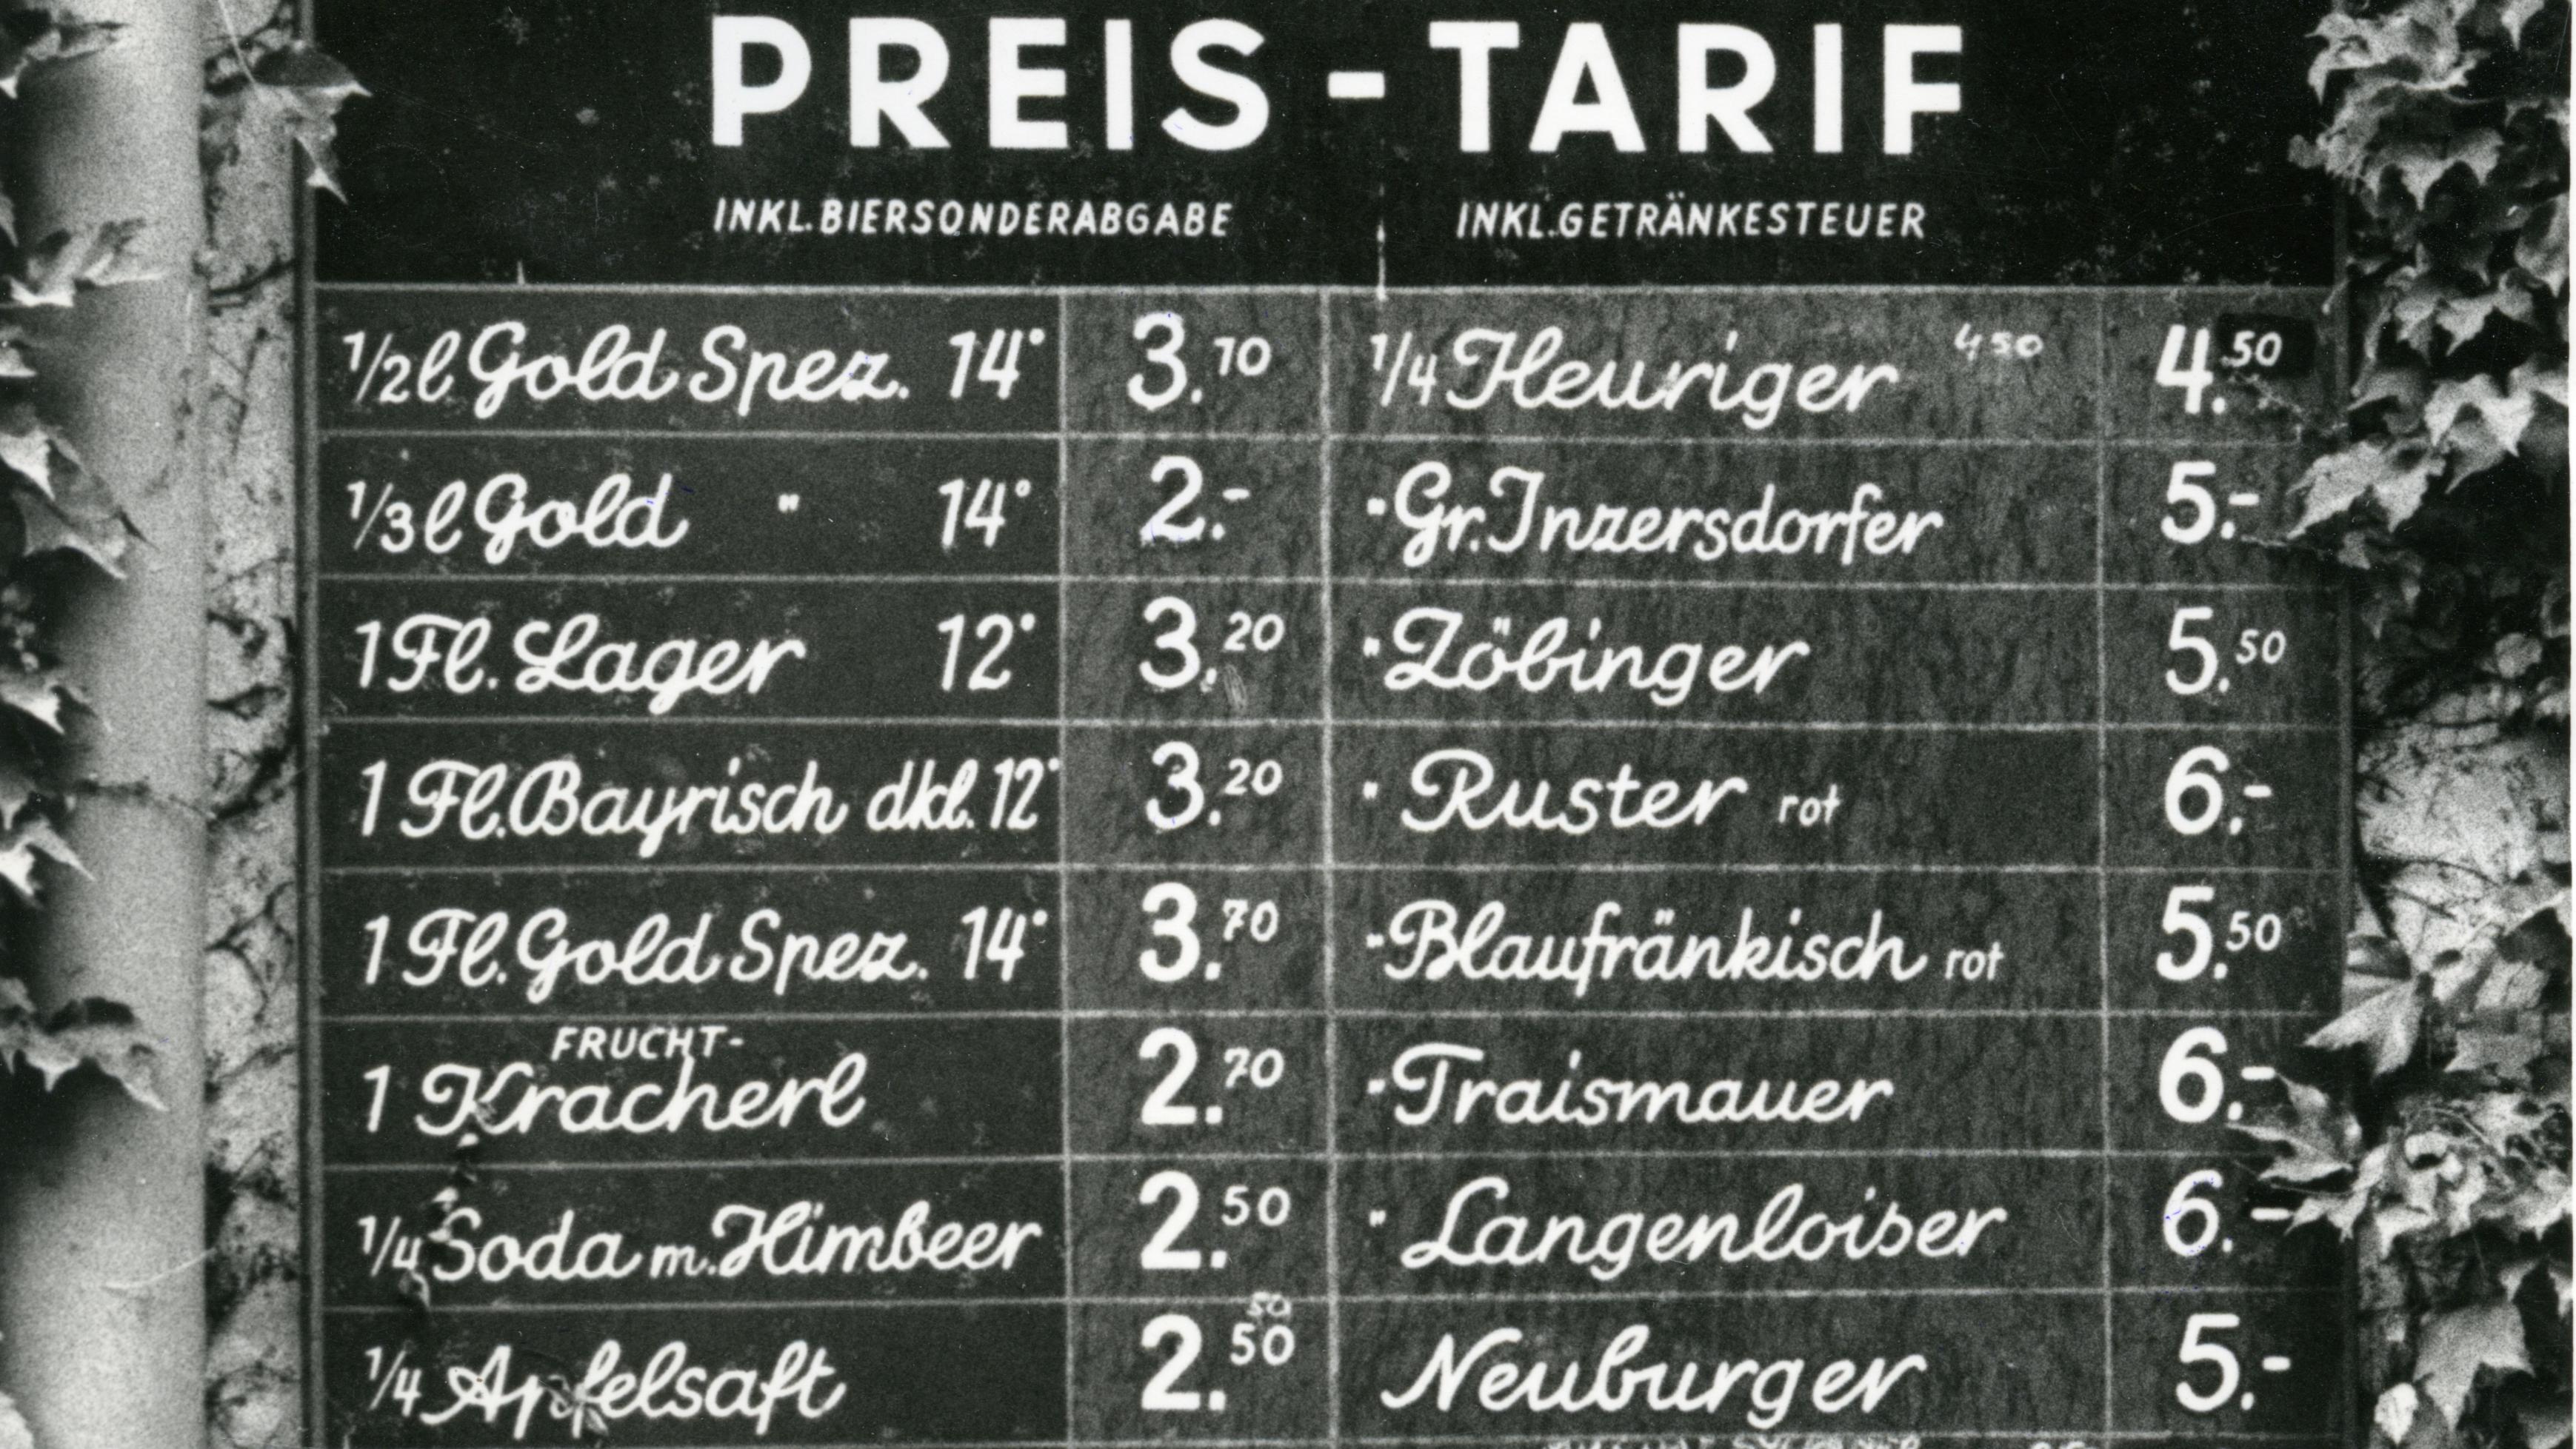 PREIS - TARIF
INKL. BIERSONDERABGABE INKL. GETRÄNKESTEUER
1/2 l Gold Spez. 14° 3.70 1/4 Heuriger 450 4.50
1/3 l Gold " 14° 2.- " Gr. Inzersdorfer 5.-
1 Fl. Lager 12° 3.20 " Zöbinger 5.50
1 Fl. Bayrisch dkl. 12° 3.20 " Ruster rot 6.-
1 Fl. Gold Spez. 14° 3.70 " Blaufränkisch rot 5.50
FRUCHT-
1 Kracherl 2.70 " Traismauer 6.-
1/4 Soda m. Himbeer 2.50 " Langenloiser 6.-
50
1/4 Apfelsaft 2.50 Neuburger 5.-